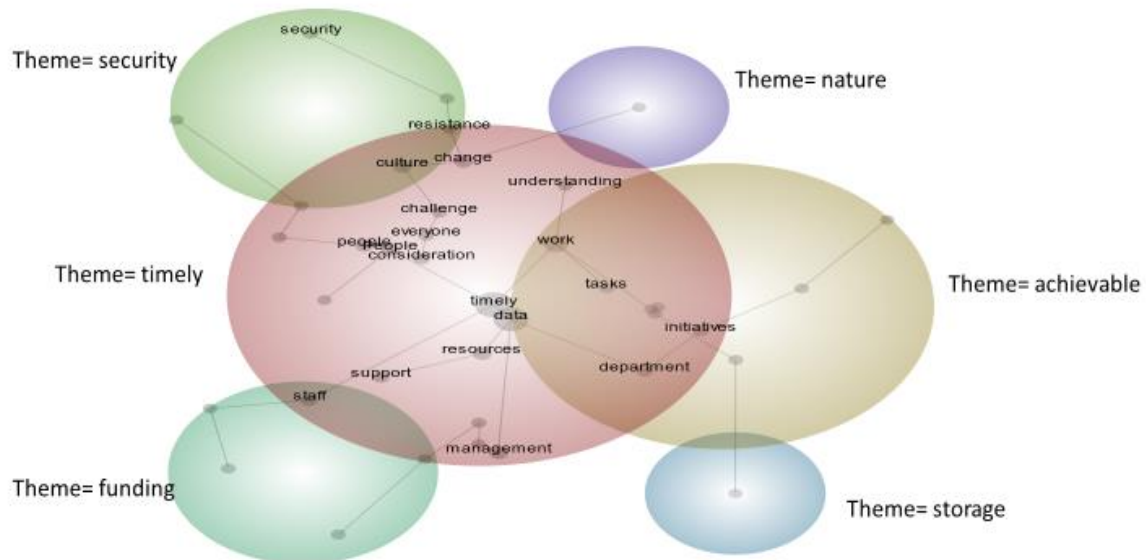 security
Theme= security
Theme= nature
resistance
change
culture
understanding
challenge
everyone
work
people
People
consideration
Theme= timely
tasks
Theme= achievable
timely
data
initiatives
resources
department
support
staff
management
Theme= funding
Theme= storage